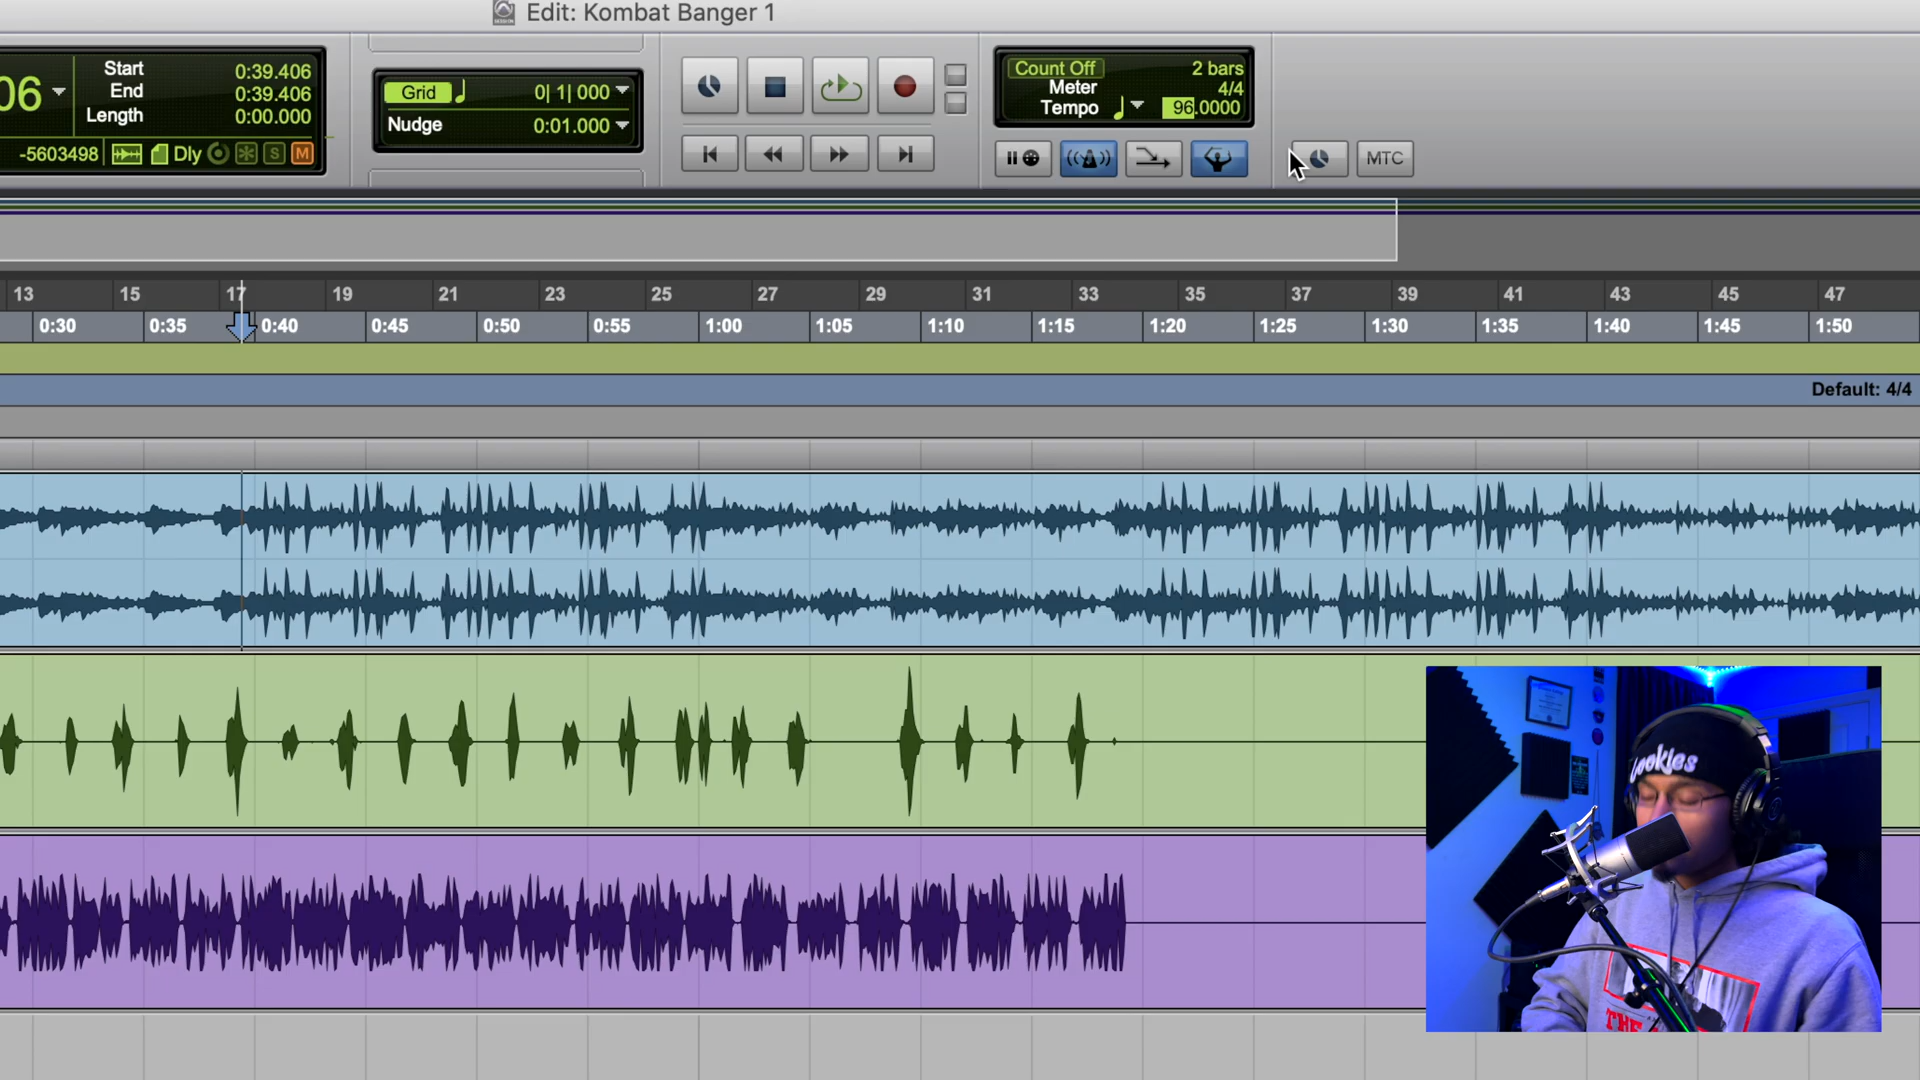 Edit: Kombat Banger 1
06
Start 0:39.406
End 0:39.406
Length 0:00.000
-5603498 Dly S M
Grid 0| 1| 000
Nudge 0:01.000
Count Off 2 bars
Meter 4/4
Tempo 96.0000
MTC
13 15 17 19 21 23 25 27 29 31 33 35 37 39 41 43 45 47
0:30 0:35 0:40 0:45 0:50 0:55 1:00 1:05 1:10 1:15 1:20 1:25 1:30 1:35 1:40 1:45 1:50
Default: 4/4
Cookies
THE